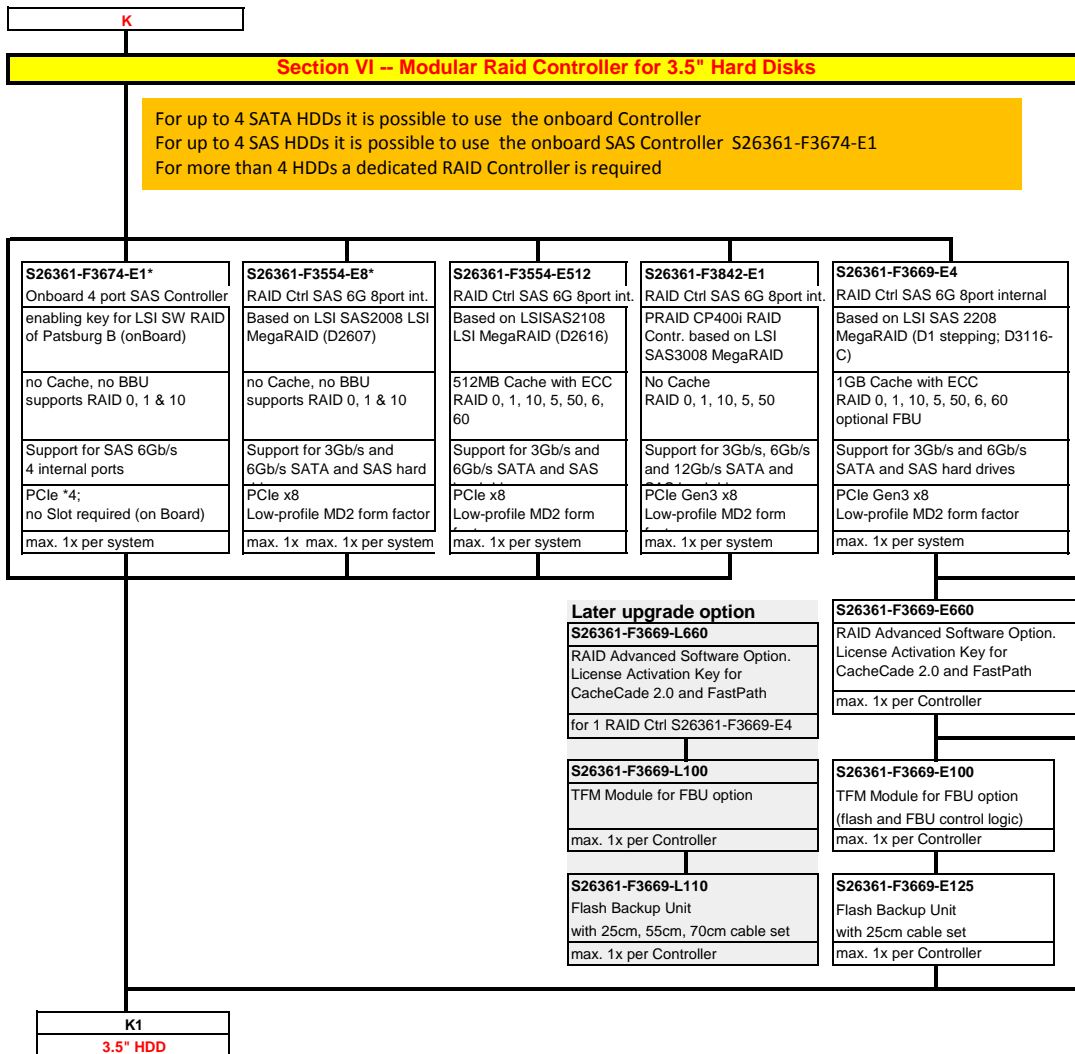 K
Section VI -- Modular Raid Controller for 3.5" Hard Disks
For up to 4 SATA HDDs it is possible to use the onboard Controller
For up to 4 SAS HDDs it is possible to use the onboard SAS Controller S26361-F3674-E1
For more than 4 HDDs a dedicated RAID Controller is required
S26361-F3674-E1*
Onboard 4 port SAS Controller
enabling key for LSI SW RAID
of Patsburg B (onBoard)
no Cache, no BBU
supports RAID 0, 1 & 10
Support for SAS 6Gb/s
4 internal ports
PCIe *4;
no Slot required (on Board)
max. 1x per system
S26361-F3554-E8*
RAID Ctrl SAS 6G 8port int.
Based on LSI SAS2008 LSI
MegaRAID (D2607)
no Cache, no BBU
supports RAID 0, 1 & 10
Support for 3Gb/s and
6Gb/s SATA and SAS hard
PCIe x8
Low-profile MD2 form factor
max. 1x max. 1x per system
S26361-F3554-E512
RAID Ctrl SAS 6G 8port int.
Based on LSISAS2108
LSI MegaRAID (D2616)
512MB Cache with ECC
RAID 0, 1, 10, 5, 50, 6,
60
Support for 3Gb/s and
6Gb/s SATA and SAS
PCIe x8
Low-profile MD2 form
max. 1x per system
S26361-F3842-E1
RAID Ctrl SAS 6G 8port int.
PRAID CP400i RAID
Contr. based on LSI
SAS3008 MegaRAID
No Cache
RAID 0, 1, 10, 5, 50
Support for 3Gb/s, 6Gb/s
and 12Gb/s SATA and
PCIe Gen3 x8
Low-profile MD2 form
max. 1x per system
S26361-F3669-E4
RAID Ctrl SAS 6G 8port internal
Based on LSI SAS 2208
MegaRAID (D1 stepping; D3116-
C)
1GB Cache with ECC
RAID 0, 1, 10, 5, 50, 6, 60
optional FBU
Support for 3Gb/s and 6Gb/s
SATA and SAS hard drives
PCIe Gen3 x8
Low-profile MD2 form factor
max. 1x per system
Later upgrade option
S26361-F3669-L660
RAID Advanced Software Option.
License Activation Key for
CacheCade 2.0 and FastPath
for 1 RAID Ctrl S26361-F3669-E4
S26361-F3669-L100
TFM Module for FBU option
max. 1x per Controller
S26361-F3669-L110
Flash Backup Unit
with 25cm, 55cm, 70cm cable set
max. 1x per Controller
S26361-F3669-E660
RAID Advanced Software Option.
License Activation Key for
CacheCade 2.0 and FastPath
max. 1x per Controller
S26361-F3669-E100
TFM Module for FBU option
(flash and FBU control logic)
max. 1x per Controller
S26361-F3669-E125
Flash Backup Unit
with 25cm cable set
max. 1x per Controller
K1
3.5" HDD